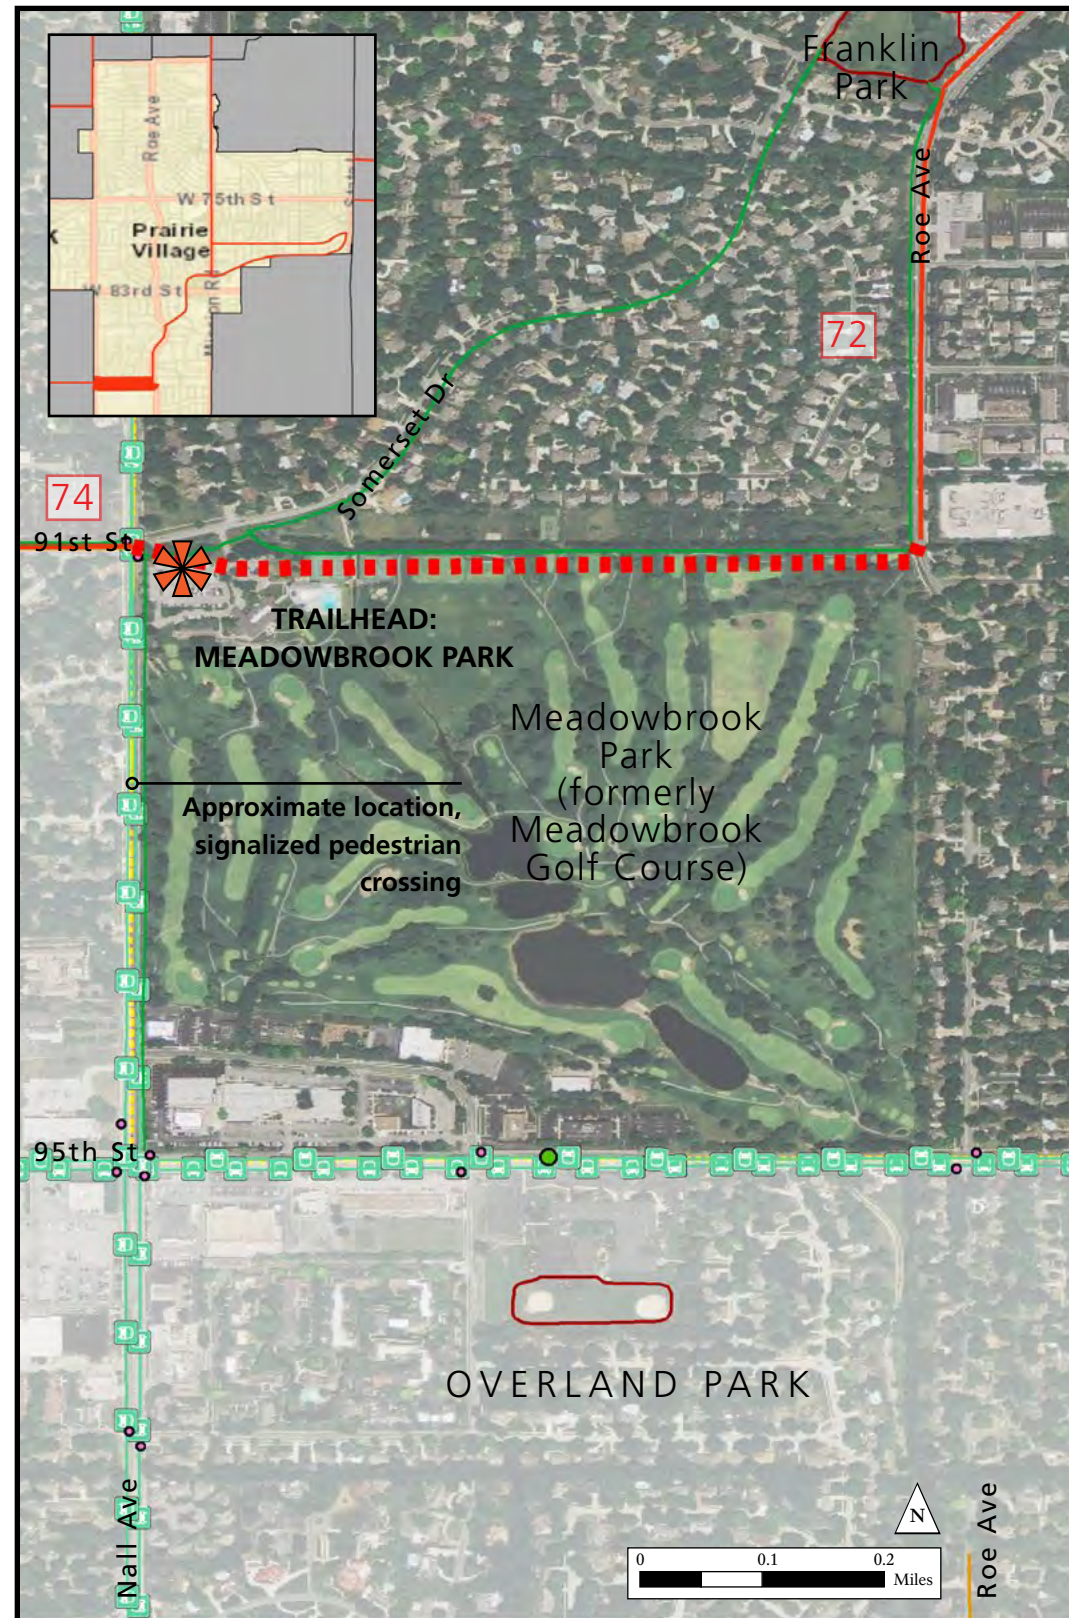 Franklin
Park
Roe Ave
W 75th St
Prairie
Village
W 83rd St
Roe Ave
72
Somerset Dr
74
91st St
TRAILHEAD:
MEADOWBROOK PARK
Meadowbrook
Park
(formerly
Meadowbrook
Golf Course)
Approximate location,
signalized pedestrian
crossing
95th St
OVERLAND PARK
Nall Ave
N
Roe Ave
0 0.1 0.2
Miles